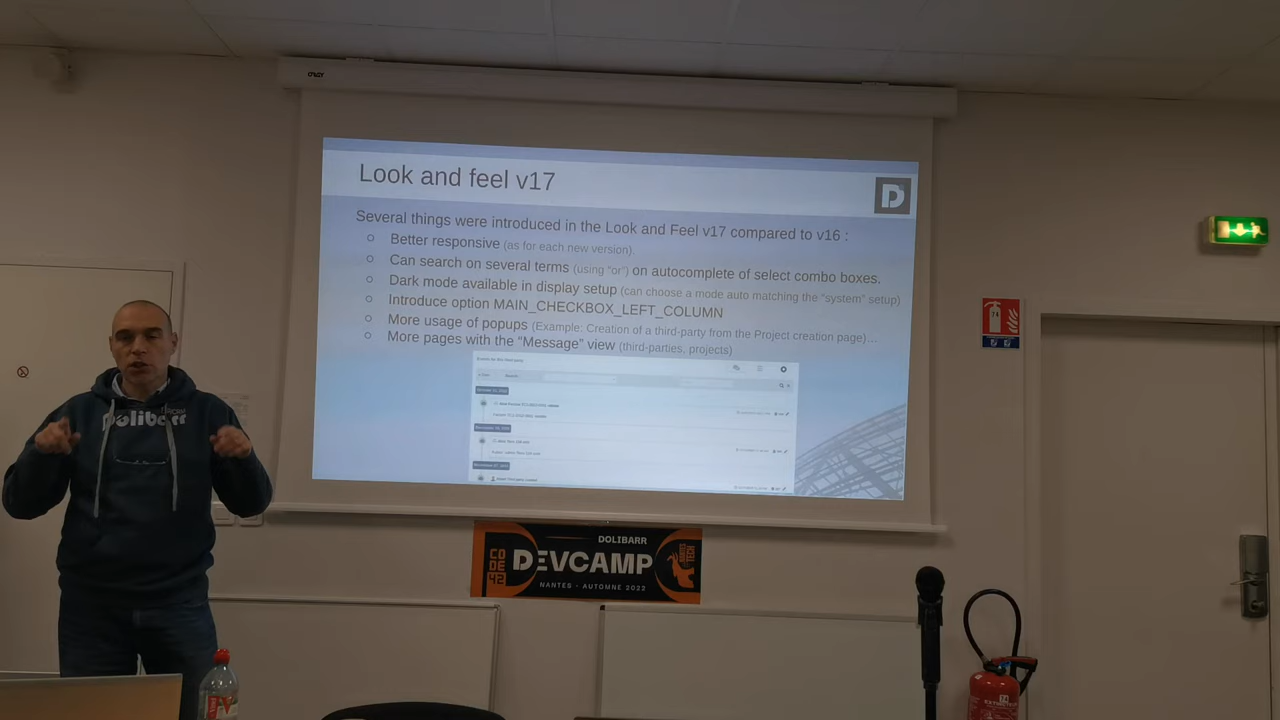 ORAY
Look and feel v17
D
Several things were introduced in the Look and Feel v17 compared to v16 :
Better responsive (as for each new version).
Can search on several terms (using "or") on autocomplete of select combo boxes.
Dark mode available in display setup (can choose a mode auto matching the "system" setup)
Introduce option MAIN_CHECKBOX_LEFT_COLUMN
More usage of popups (Example: Creation of a third-party from the Project creation page)...
More pages with the "Message" view (third-parties, projects)
Dolibarr
CODE42
DOLIBARR
DEVCAMP
NANTES • AUTOMNE 2022